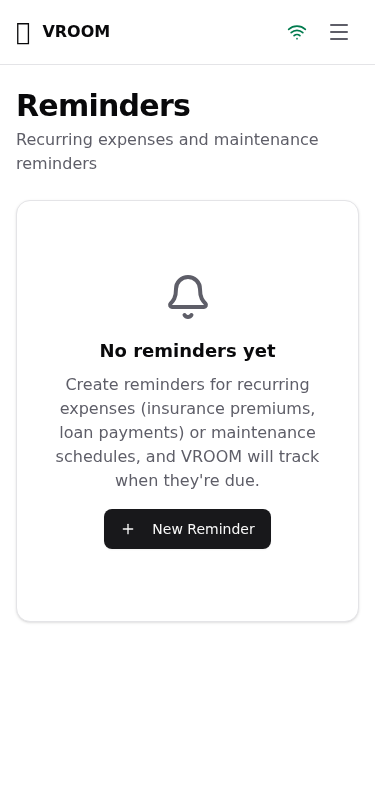 VROOM
Reminders
Recurring expenses and maintenance
reminders
No reminders yet
Create reminders for recurring
expenses (insurance premiums,
loan payments) or maintenance
schedules, and VROOM will track
when they're due.
New Reminder